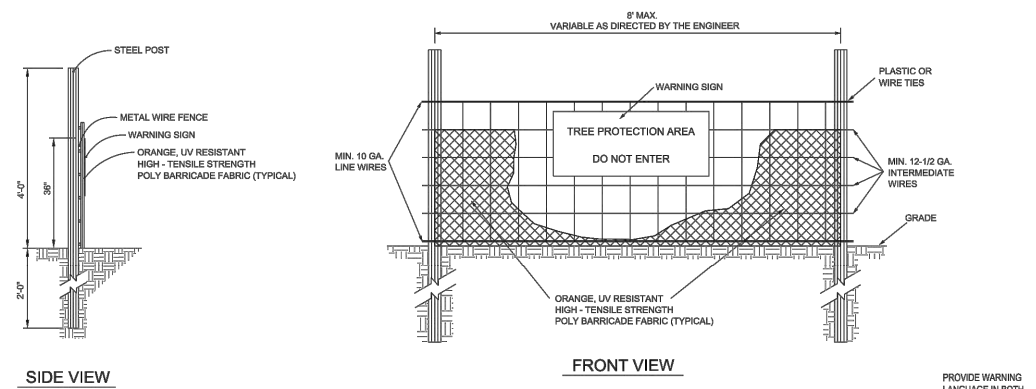 8' MAX.
VARIABLE AS DIRECTED BY THE ENGINEER
STEEL POST
METAL WIRE FENCE
WARNING SIGN
ORANGE, UV RESISTANT
HIGH - TENSILE STRENGTH
POLY BARRICADE FABRIC (TYPICAL)
4'-0"
36"
2'-0"
SIDE VIEW
WARNING SIGN
PLASTIC OR
WIRE TIES
TREE PROTECTION AREA
DO NOT ENTER
MIN. 10 GA.
LINE WIRES
MIN. 12-1/2 GA.
INTERMEDIATE
WIRES
GRADE
ORANGE, UV RESISTANT
HIGH - TENSILE STRENGTH
POLY BARRICADE FABRIC (TYPICAL)
FRONT VIEW
PROVIDE WARNING
LANGUAGE IN BOTH